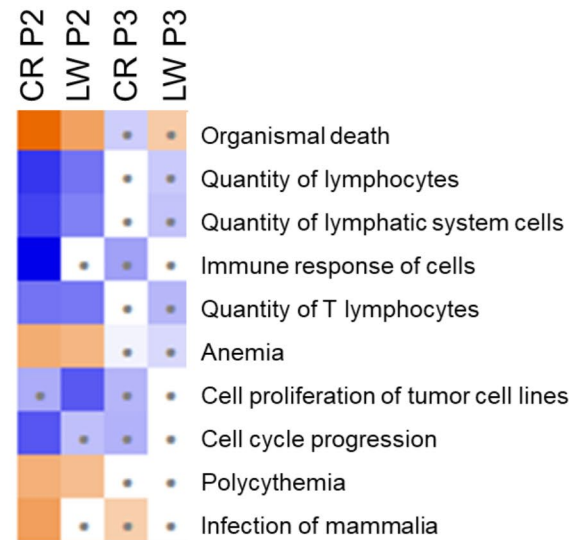 CR P2
LW P2
CR P3
LW P3
Organismal death
Quantity of lymphocytes
Quantity of lymphatic system cells
Immune response of cells
Quantity of T lymphocytes
Anemia
Cell proliferation of tumor cell lines
Cell cycle progression
Polycythemia
Infection of mammalia